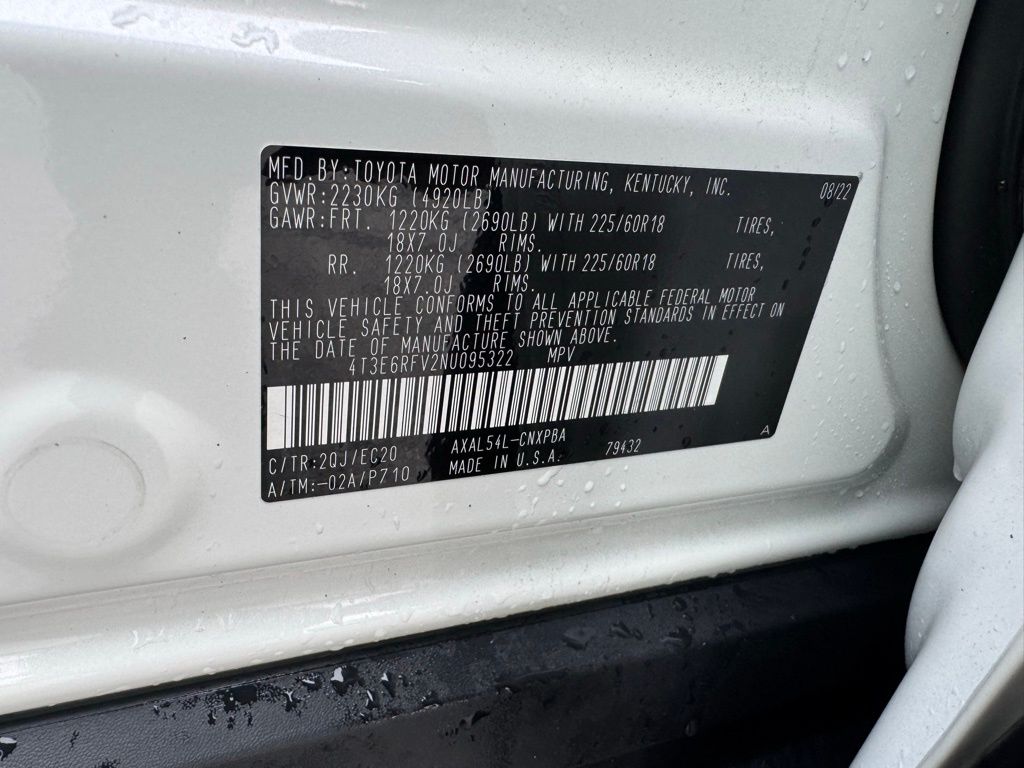 MFD. BY: TOYOTA MOTOR MANUFACTURING, KENTUCKY, INC. 08/22
GVWR: 2230KG (4920LB)
GAWR: FRT. 1220KG (2690LB) WITH 225/60R18 TIRES,
18X7.0J RIMS.
RR. 1220KG (2690LB) WITH 225/60R18 TIRES,
18X7.0J RIMS.
THIS VEHICLE CONFORMS TO ALL APPLICABLE FEDERAL MOTOR
VEHICLE SAFETY AND THEFT PREVENTION STANDARDS IN EFFECT ON
THE DATE OF MANUFACTURE SHOWN ABOVE.
4T3E6RFV2NU095322 MPV
C/TR: 2QJ/EC20 AXAL54L-CNXPBA 79432 A
A/TM: -02A/P710 MADE IN U.S.A.